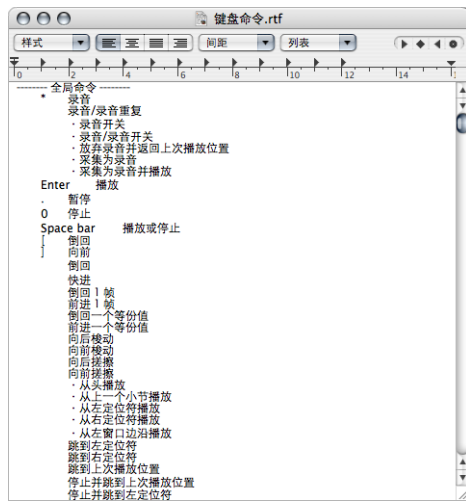 键盘命令.rtf
样式 间距 列表
0 2 4 6 8 10 12 14
-------- 全局命令 --------
* 录音
录音/录音重复
· 录音开关
· 录音/录音开关
· 放弃录音并返回上次播放位置
· 采集为录音
· 采集为录音并播放
Enter 播放
. 暂停
0 停止
Space bar 播放或停止
[ 倒回
] 向前
倒回
快进
倒回 1 帧
前进 1 帧
倒回一个等份值
前进一个等份值
向后梭动
向前梭动
向后搓擦
向前搓擦
· 从头播放
· 从上一个小节播放
· 从左定位符播放
· 从右定位符播放
· 从左窗口边沿播放
跳到左定位符
跳到右定位符
跳到上次播放位置
停止并跳到上次播放位置
停止并跳到左定位符